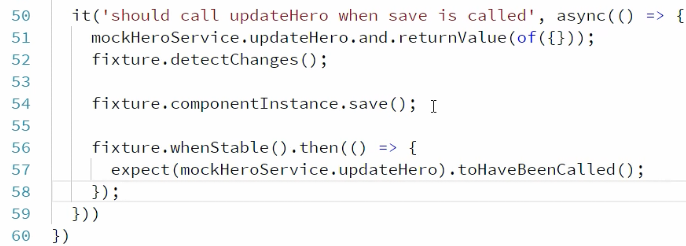 50 it('should call updateHero when save is called', async(() => {
51 mockHeroService.updateHero.and.returnValue(of({}));
52 fixture.detectChanges();
53
54 fixture.componentInstance.save();
55
56 fixture.whenStable().then(() => {
57 expect(mockHeroService.updateHero).toHaveBeenCalled();
58 });
59 }))
60 })